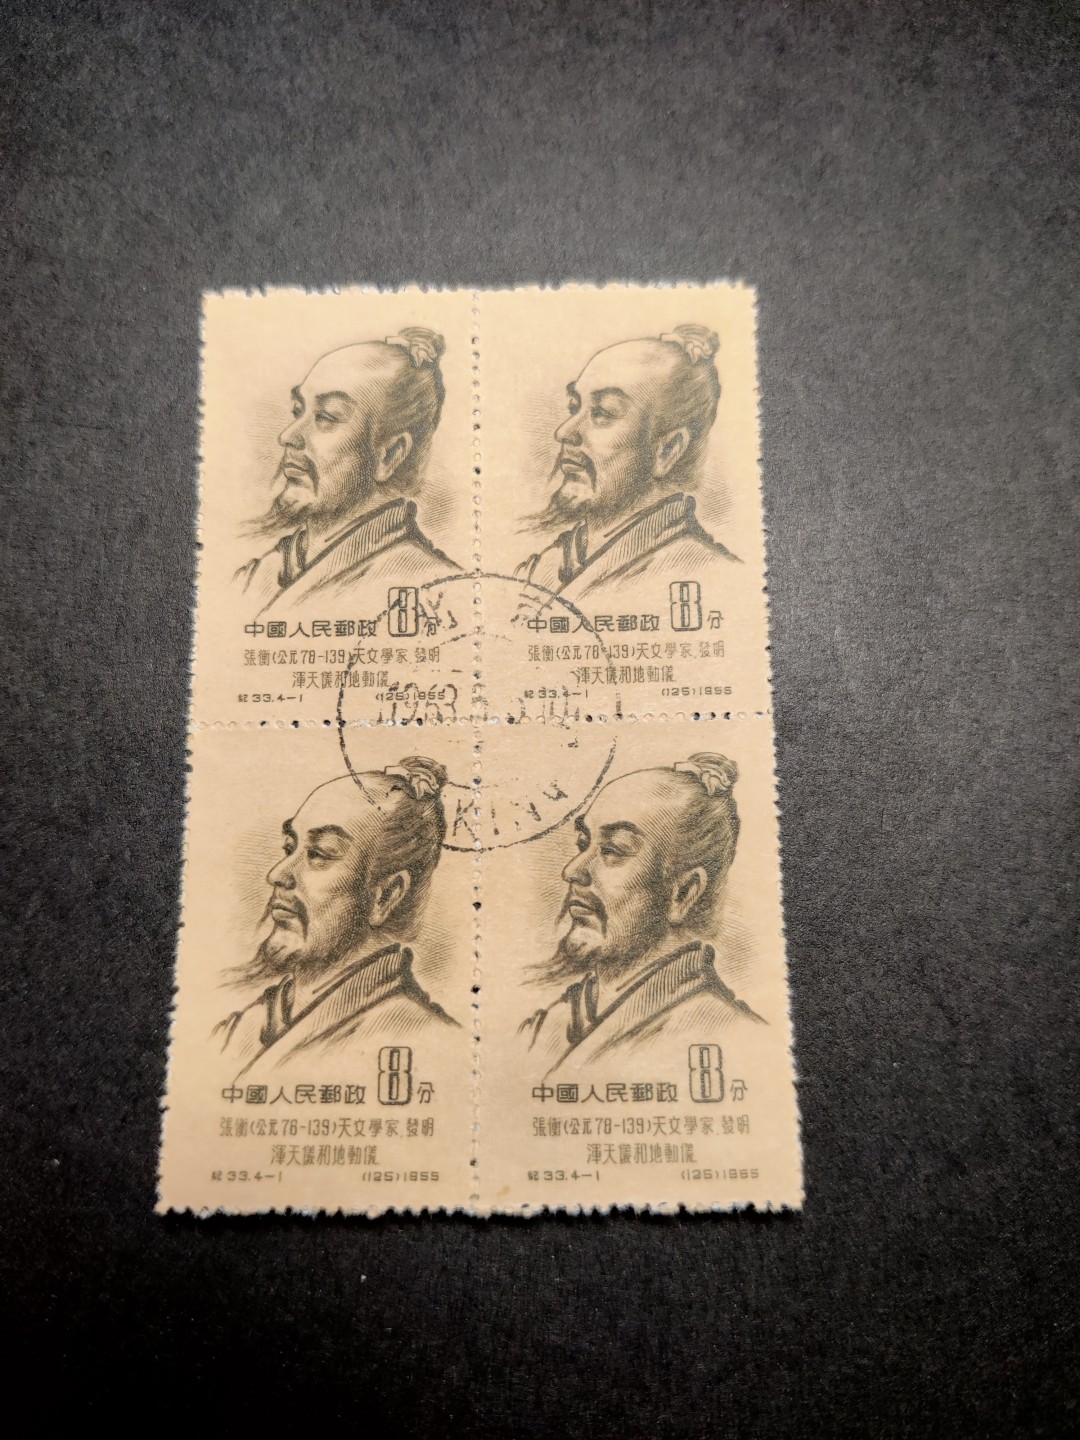 中國人民郵政 8分
張衡(公元78-139)天文學家.發明
渾天儀和地動儀
紀33.4-1 (125)1955
中國人民郵政 8分
張衡(公元78-139)天文學家.發明
渾天儀和地動儀
紀33.4-1 (125)1955
1963
KING
中國人民郵政 8分
張衡(公元78-139)天文學家.發明
渾天儀和地動儀
紀33.4-1 (125)1955
中國人民郵政 8分
張衡(公元78-139)天文學家.發明
渾天儀和地動儀
紀33.4-1 (125)1955